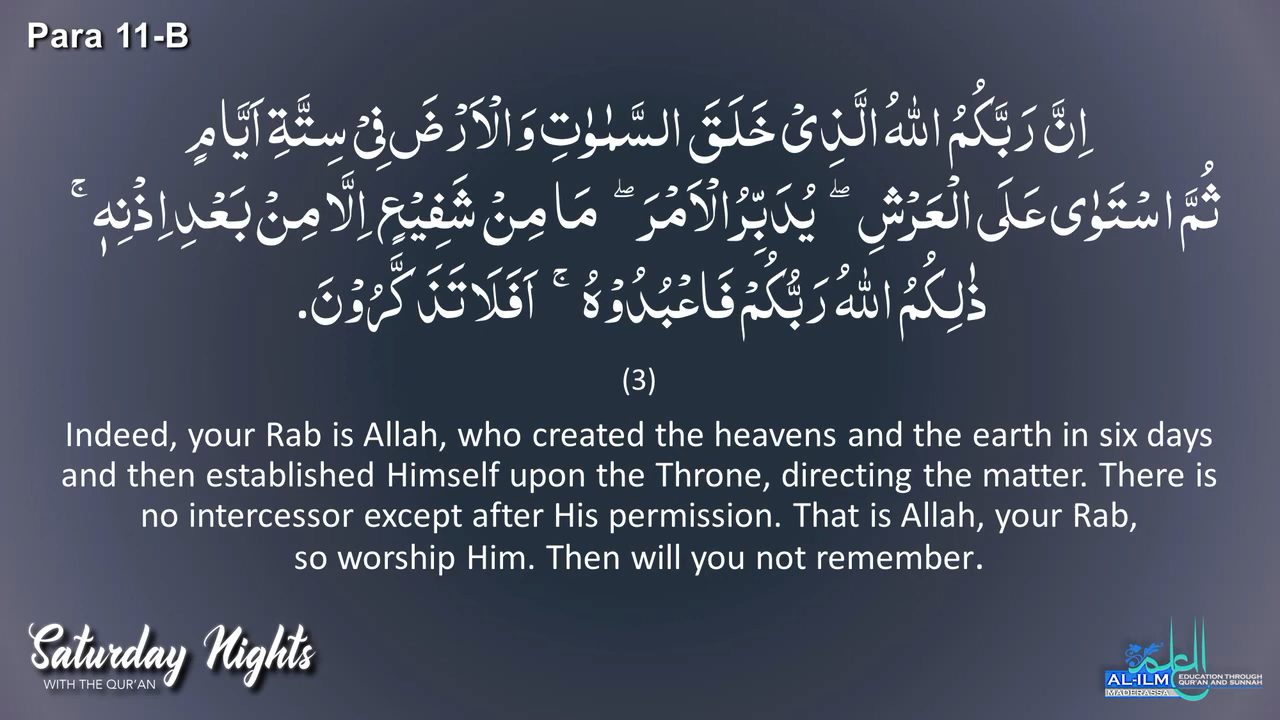 Para 11-B
اِنَّ رَبَّكُمُ اللهُ الَّذِىْ خَلَقَ السَّمٰوٰتِ وَالْاَرْضَ فِىْ سِتَّةِ اَيَّامٍ
ثُمَّ اسْتَوٰى عَلَى الْعَرْشِ ۖ يُدَبِّرُ الْاَمْرَ ۖ مَا مِنْ شَفِيْعٍ اِلَّا مِنْۢ بَعْدِ اِذْنِهٖ ۚ
ذٰلِكُمُ اللهُ رَبُّكُمْ فَاعْبُدُوْهُ ۚ اَفَلَا تَذَكَّرُوْنَ.
(3)
Indeed, your Rab is Allah, who created the heavens and the earth in six days
and then established Himself upon the Throne, directing the matter. There is
no intercessor except after His permission. That is Allah, your Rab,
so worship Him. Then will you not remember.
Saturday Nights
WITH THE QUR'AN
العلم
AL-ILM
MADERASSA
EDUCATION THROUGH
QUR'AN AND SUNNAH